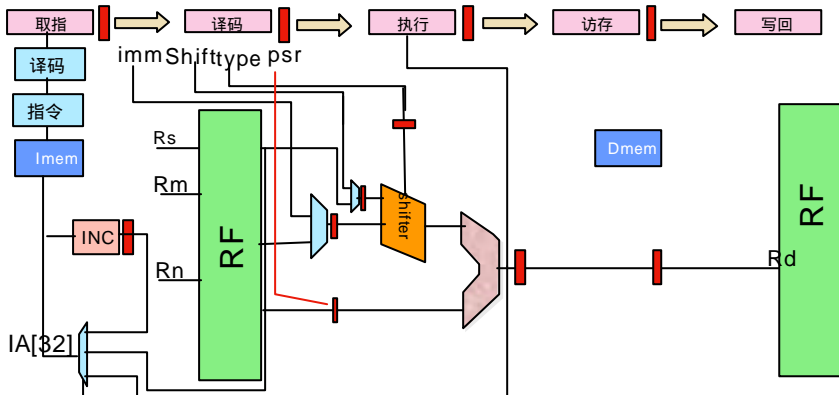 取指 译码 执行 访存 写回
imm Shift type psr
译码
指令
Imem
Rs
Rm
Rn
RF
shifter
INC
IA[32]
Dmem
RF
Rd